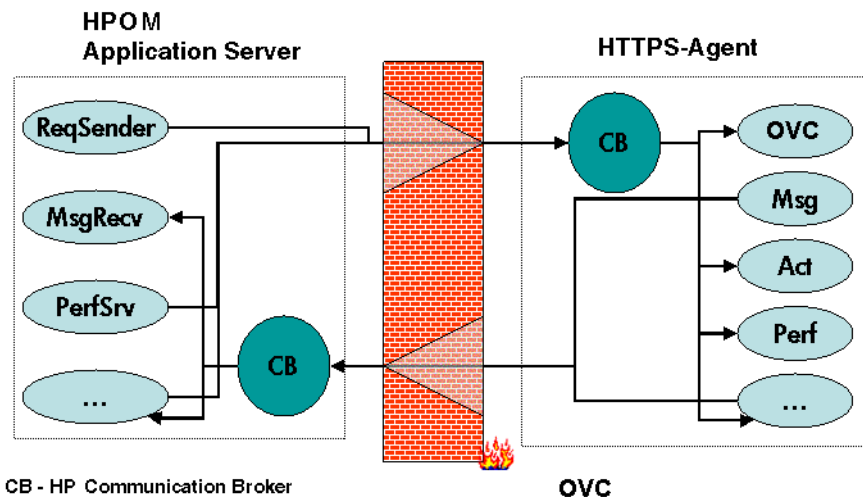 HPOM
Application Server
HTTPS-Agent
ReqSender
MsgRecv
PerfSrv
...
CB
CB
OVC
Msg
Act
Perf
...
CB - HP Communication Broker
OVC